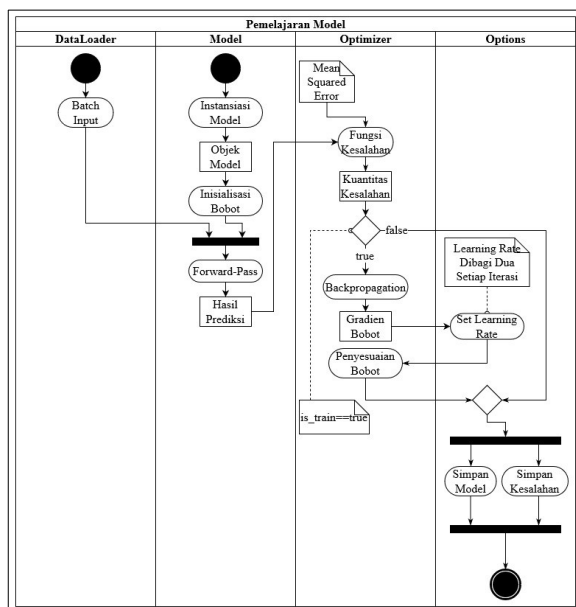 Pemelajaran Model
DataLoader
Model
Optimizer
Options
Batch
Input
Instansiasi
Model
Objek
Model
Inisialisasi
Bobot
Forward-Pass
Hasil
Prediksi
Mean
Squared
Error
Fungsi
Kesalahan
Kuantitas
Kesalahan
false
true
Backpropagation
Gradien
Bobot
Penyesuaian
Bobot
is_train==true
Learning Rate
Dibagi Dua
Setiap Iterasi
Set Learning
Rate
Simpan
Model
Simpan
Kesalahan